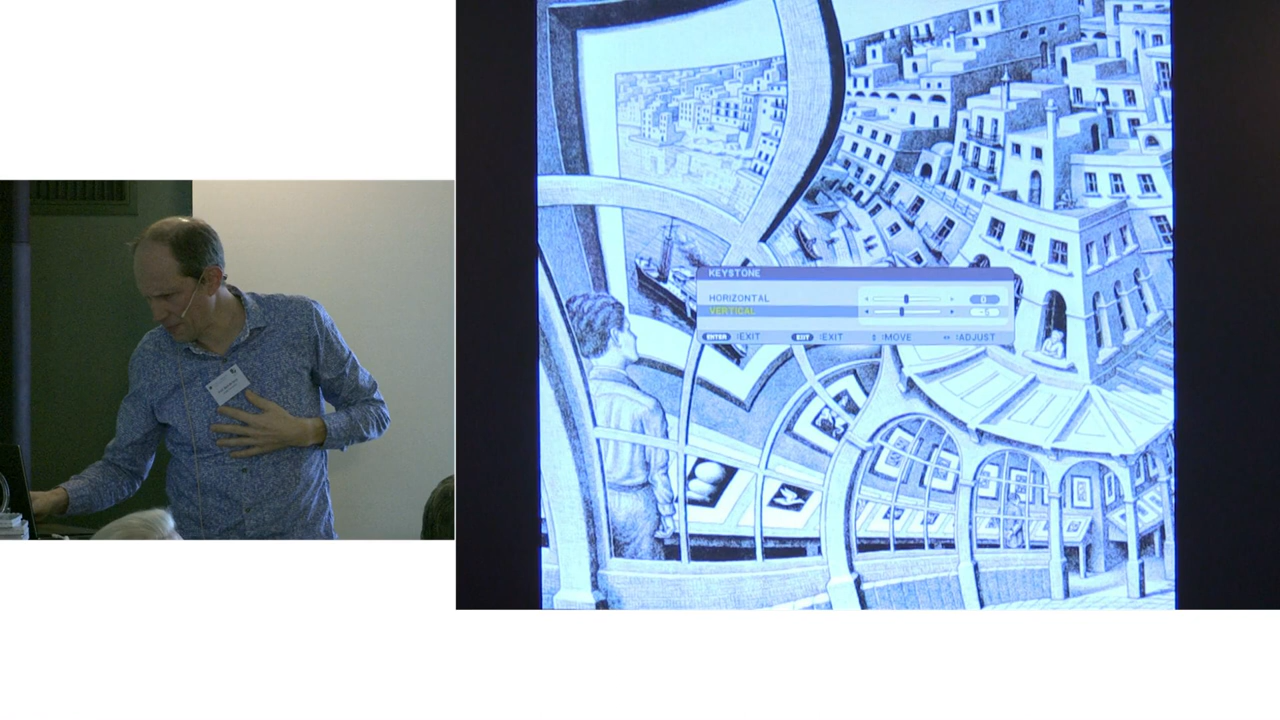 KEYSTONE
HORIZONTAL 0
VERTICAL
ENTER :EXIT EXIT :EXIT :MOVE :ADJUST